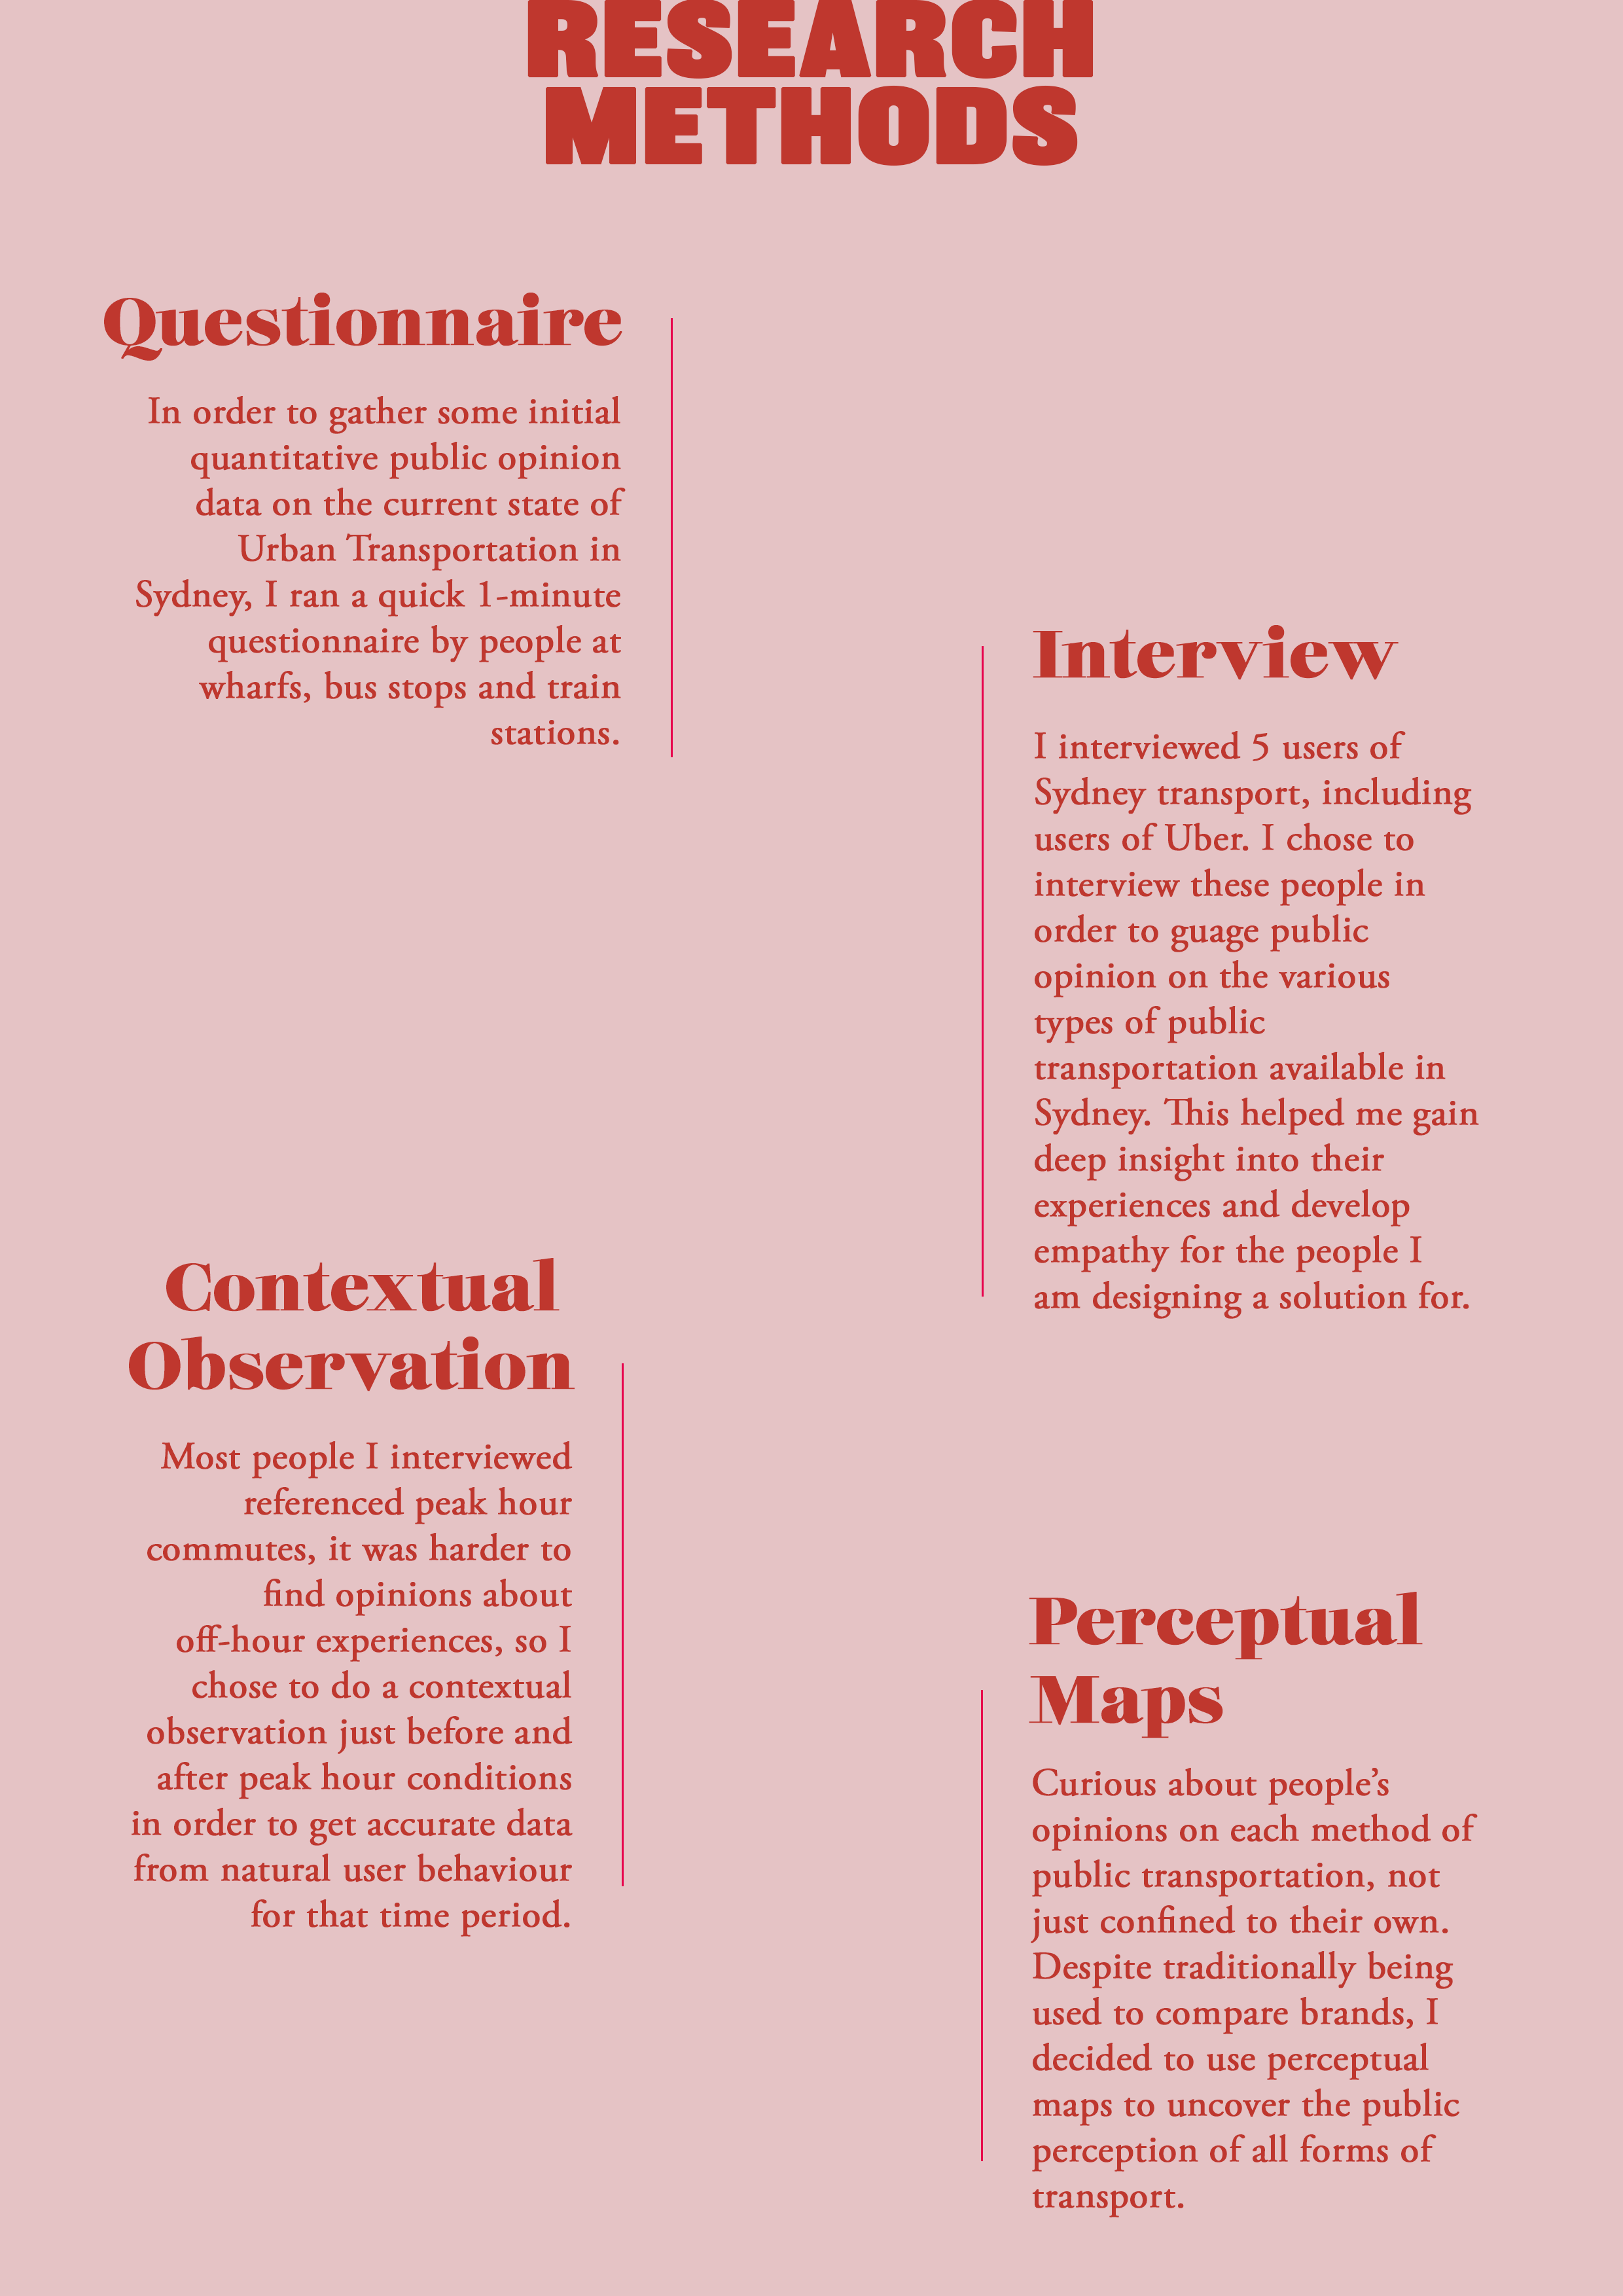 RESEARCH
METHODS
Questionnaire
In order to gather some initial
quantitative public opinion
data on the current state of
Urban Transportation in
Sydney, I ran a quick 1-minute
questionnaire by people at
wharfs, bus stops and train
stations.
Interview
I interviewed 5 users of
Sydney transport, including
users of Uber. I chose to
interview these people in
order to guage public
opinion on the various
types of public
transportation available in
Sydney. This helped me gain
deep insight into their
experiences and develop
empathy for the people I
am designing a solution for.
Contextual
Observation
Most people I interviewed
referenced peak hour
commutes, it was harder to
find opinions about
off-hour experiences, so I
chose to do a contextual
observation just before and
after peak hour conditions
in order to get accurate data
from natural user behaviour
for that time period.
Perceptual
Maps
Curious about people’s
opinions on each method of
public transportation, not
just confined to their own.
Despite traditionally being
used to compare brands, I
decided to use perceptual
maps to uncover the public
perception of all forms of
transport.